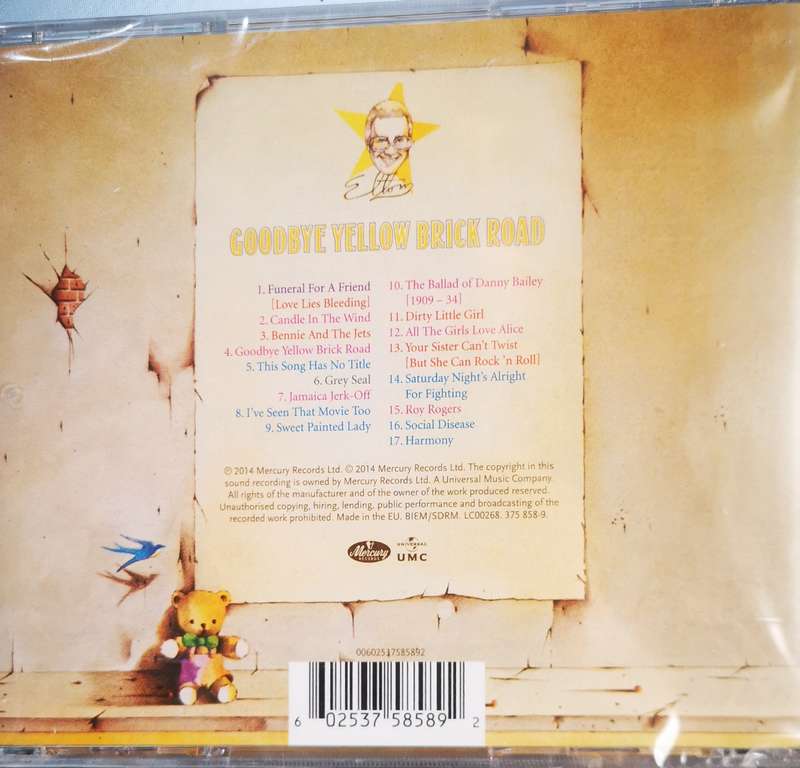 Elton
GOODBYE YELLOW BRICK ROAD
1. Funeral For A Friend
[Love Lies Bleeding]
2. Candle In The Wind
3. Bennie And The Jets
4. Goodbye Yellow Brick Road
5. This Song Has No Title
6. Grey Seal
7. Jamaica Jerk-Off
8. I've Seen That Movie Too
9. Sweet Painted Lady
10. The Ballad of Danny Bailey
[1909 – 34]
11. Dirty Little Girl
12. All The Girls Love Alice
13. Your Sister Can't Twist
[But She Can Rock 'n Roll]
14. Saturday Night's Alright
For Fighting
15. Roy Rogers
16. Social Disease
17. Harmony
℗ 2014 Mercury Records Ltd. © 2014 Mercury Records Ltd. The copyright in this
sound recording is owned by Mercury Records Ltd. A Universal Music Company.
All rights of the manufacturer and of the owner of the work produced reserved.
Unauthorised copying, hiring, lending, public performance and broadcasting of the
recorded work prohibited. Made in the EU. BIEM/SDRM. LC00268. 375 858-9.
Mercury
RECORDS
UNIVERSAL
UMC
00602537585892
6 02537 58589 2